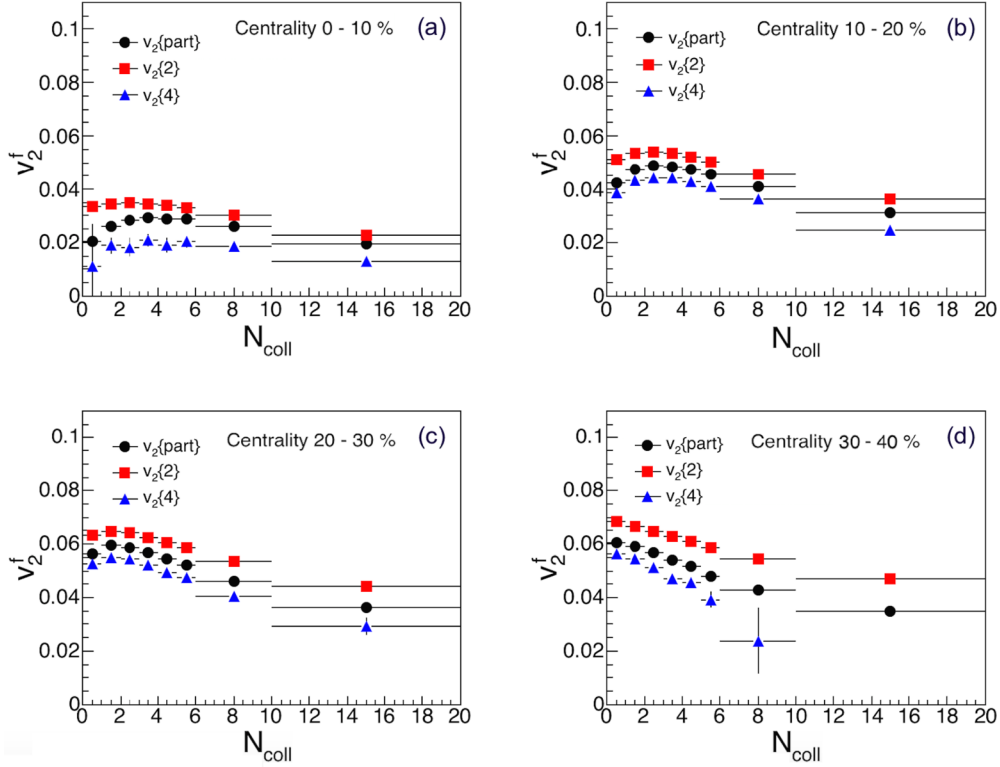 Centrality 0 - 10 % (a)
v₂{part}
v₂{2}
v₂{4}
0.1
0.08
0.06
0.04
0.02
0
v₂ᶠ
0 2 4 6 8 10 12 14 16 18 20
N_coll
Centrality 10 - 20 % (b)
v₂{part}
v₂{2}
v₂{4}
0.1
0.08
0.06
0.04
0.02
0
v₂ᶠ
0 2 4 6 8 10 12 14 16 18 20
N_coll
Centrality 20 - 30 % (c)
v₂{part}
v₂{2}
v₂{4}
0.1
0.08
0.06
0.04
0.02
0
v₂ᶠ
0 2 4 6 8 10 12 14 16 18 20
N_coll
Centrality 30 - 40 % (d)
v₂{part}
v₂{2}
v₂{4}
0.1
0.08
0.06
0.04
0.02
0
v₂ᶠ
0 2 4 6 8 10 12 14 16 18 20
N_coll